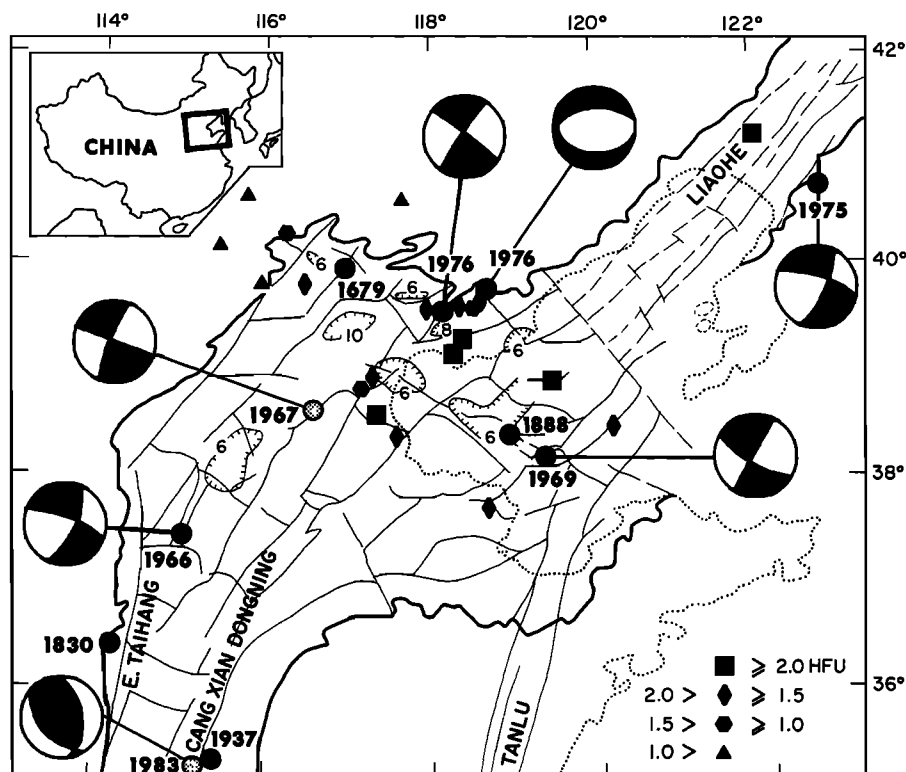 114° 116° 118° 120° 122°
42°
CHINA
LIAOHE
1975
40°
1976 1976
6
1679
6
8
10
6
6
1967
1888
6
6
38°
1969
1966
E. TAIHANG
CANG XIAN DONGNING
1830
TANLU
36°
≥ 2.0 HFU
2.0 > ≥ 1.5
1.5 > ≥ 1.0
1.0 >
1937
1983